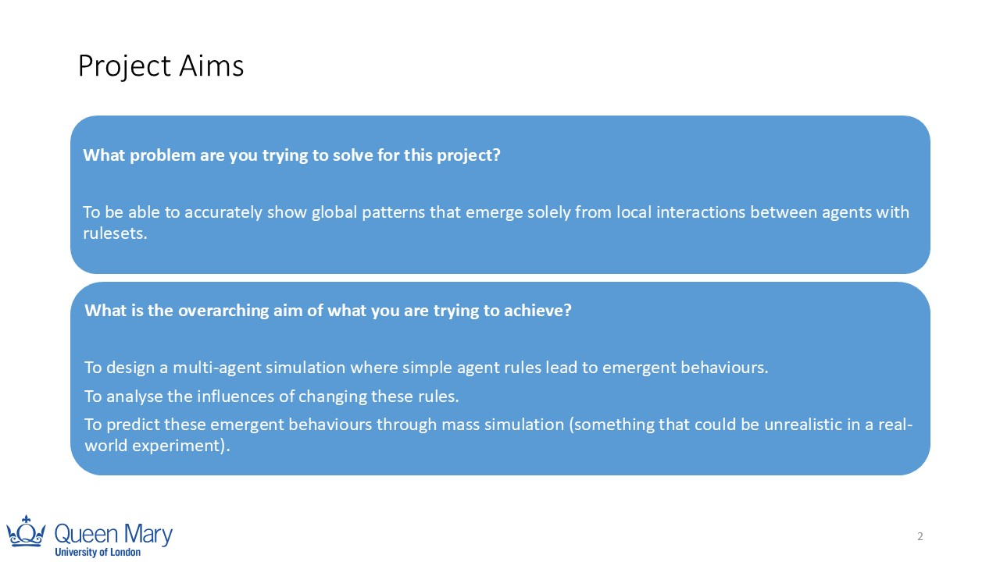 Project Aims
What problem are you trying to solve for this project?
To be able to accurately show global patterns that emerge solely from local interactions between agents with
rulesets.
What is the overarching aim of what you are trying to achieve?
To design a multi-agent simulation where simple agent rules lead to emergent behaviours.
To analyse the influences of changing these rules.
To predict these emergent behaviours through mass simulation (something that could be unrealistic in a real-
world experiment).
Queen Mary
University of London
2